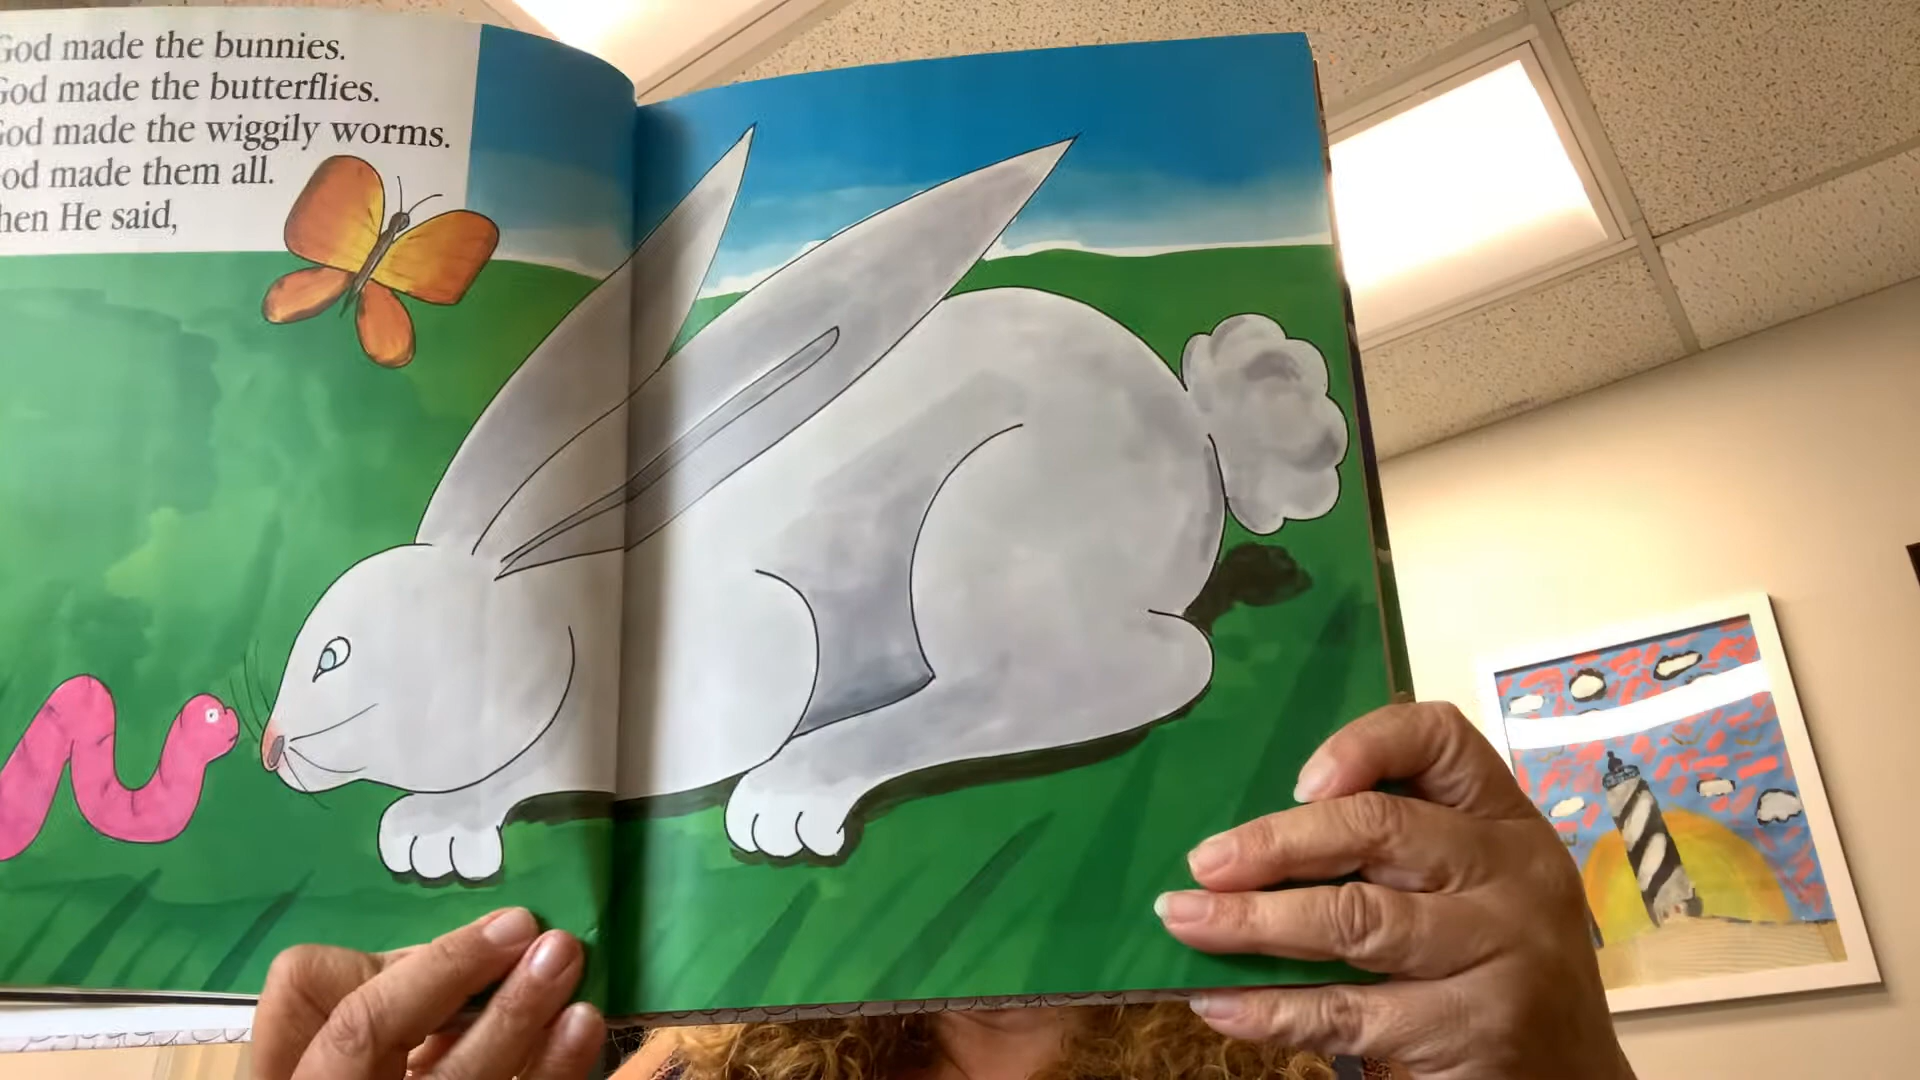 God made the bunnies.
God made the butterflies.
God made the wiggily worms.
God made them all.
Then He said,